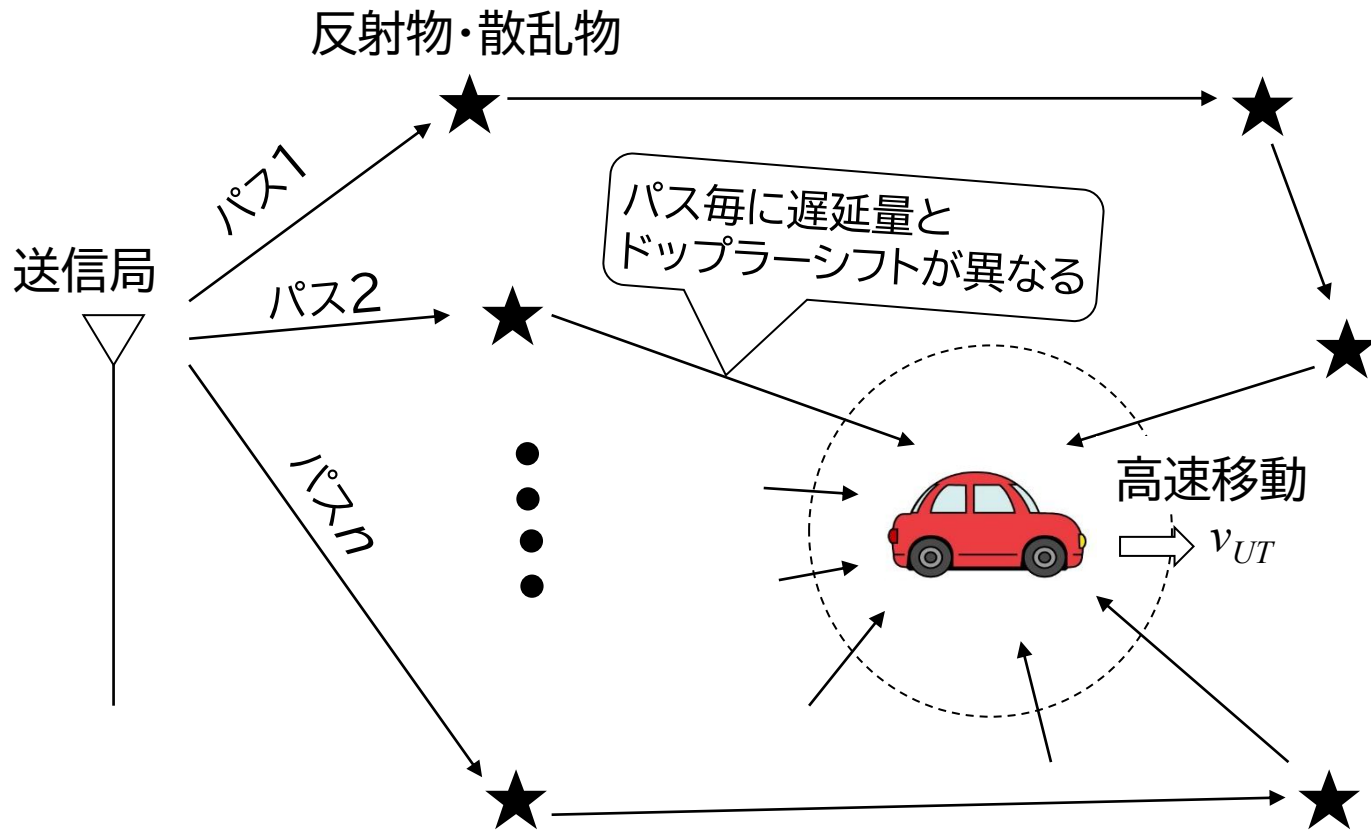 反射物・散乱物
パス1
パス毎に遅延量と
ドップラーシフトが異なる
送信局
パス2
パスn
高速移動
v_{UT}